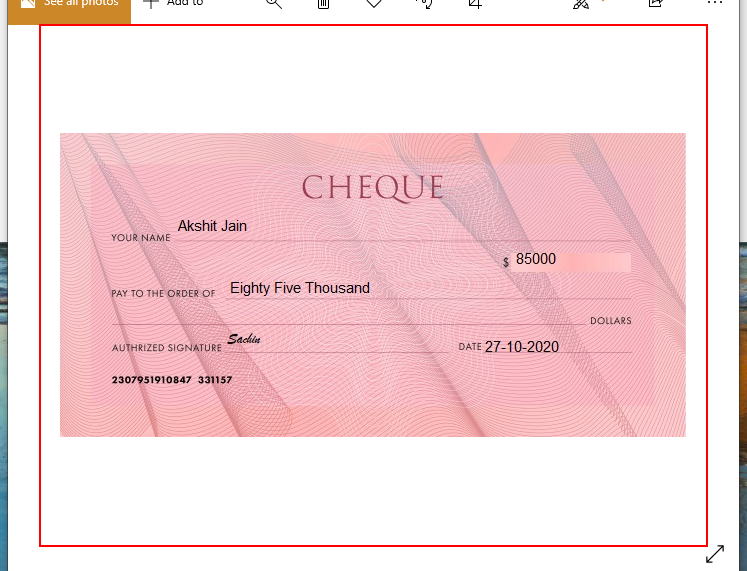 See all photos
Add to
CHEQUE
YOUR NAME Akshit Jain
$ 85000
PAY TO THE ORDER OF Eighty Five Thousand
DOLLARS
AUTHRIZED SIGNATURE Sachin DATE 27-10-2020
2307951910847 331157